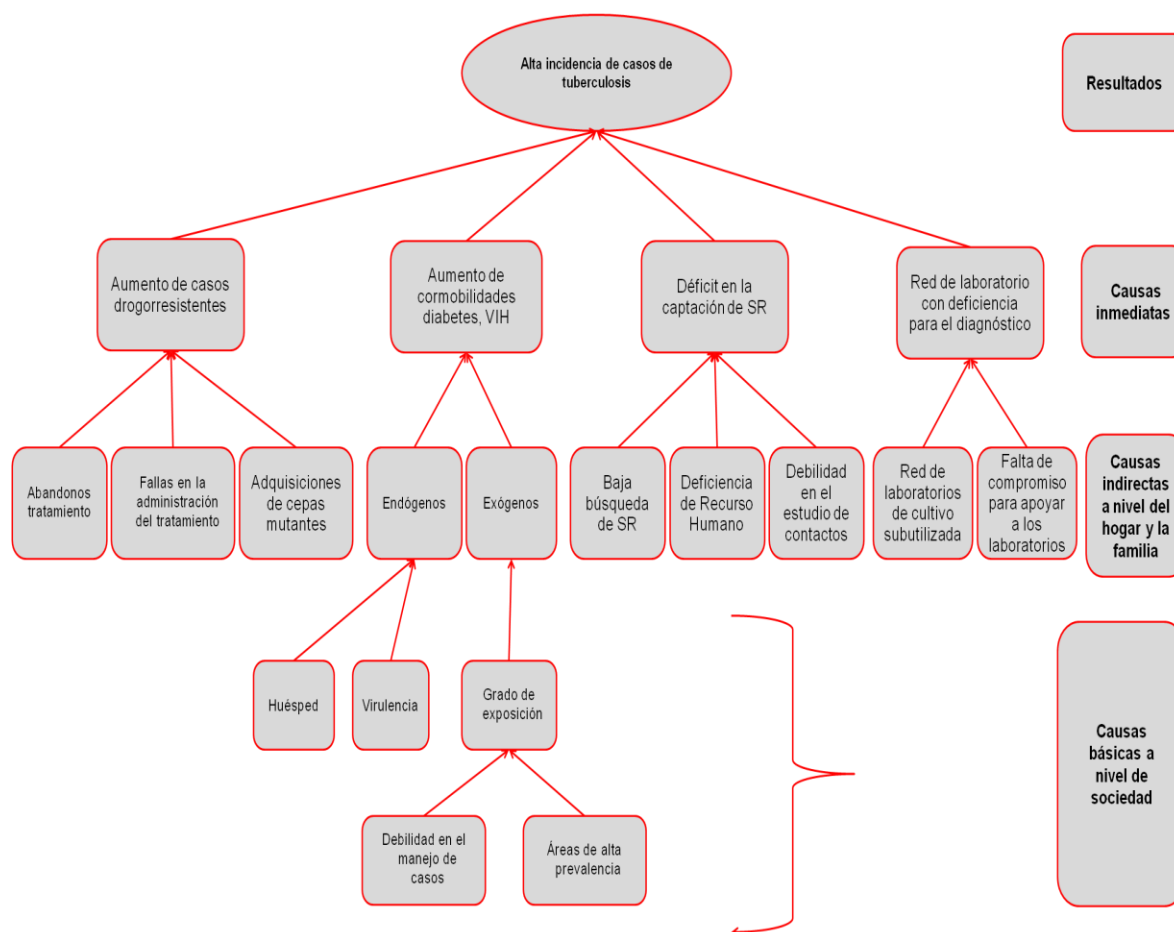 Alta incidencia de casos de
tuberculosis
Resultados
Aumento de casos
drogorresistentes
Aumento de
cormobilidades
diabetes, VIH
Déficit en la
captación de SR
Red de laboratorio
con deficiencia
para el diagnóstico
Causas
inmediatas
Abandonos
tratamiento
Fallas en la
administración
del tratamiento
Adquisiciones
de cepas
mutantes
Endógenos
Exógenos
Baja
búsqueda
de SR
Deficiencia
de Recurso
Humano
Debilidad
en el
estudio de
contactos
Red de
laboratorios
de cultivo
subutilizada
Falta de
compromiso
para apoyar
a los
laboratorios
Causas
indirectas
a nivel del
hogar y la
familia
Huésped
Virulencia
Grado de
exposición
Causas
básicas a
nivel de
sociedad
Debilidad en el
manejo de
casos
Áreas de alta
prevalencia